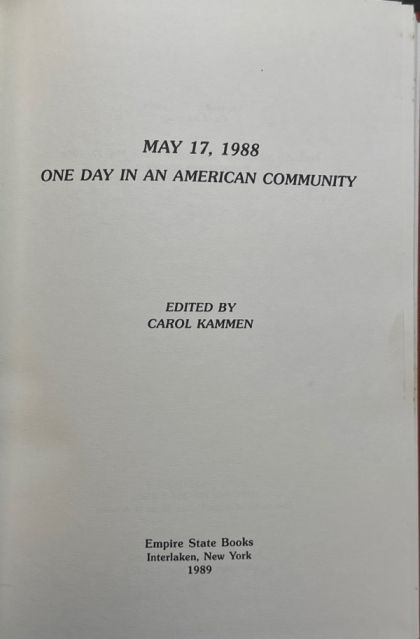 MAY 17, 1988
ONE DAY IN AN AMERICAN COMMUNITY
EDITED BY
CAROL KAMMEN
Empire State Books
Interlaken, New York
1989